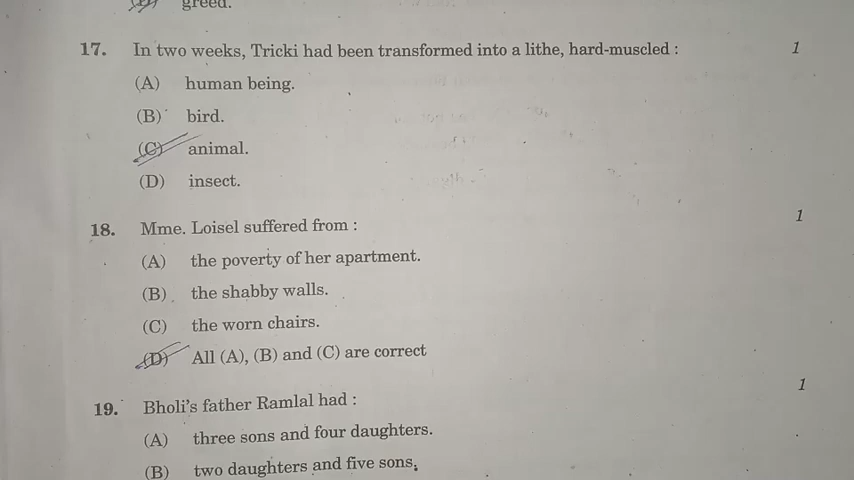 (D) greed.
17. In two weeks, Tricki had been transformed into a lithe, hard-muscled : 1
(A) human being.
(B) bird.
(C) animal.
(D) insect.
18. Mme. Loisel suffered from : 1
(A) the poverty of her apartment.
(B) the shabby walls.
(C) the worn chairs.
(D) All (A), (B) and (C) are correct
19. Bholi's father Ramlal had : 1
(A) three sons and four daughters.
(B) two daughters and five sons.